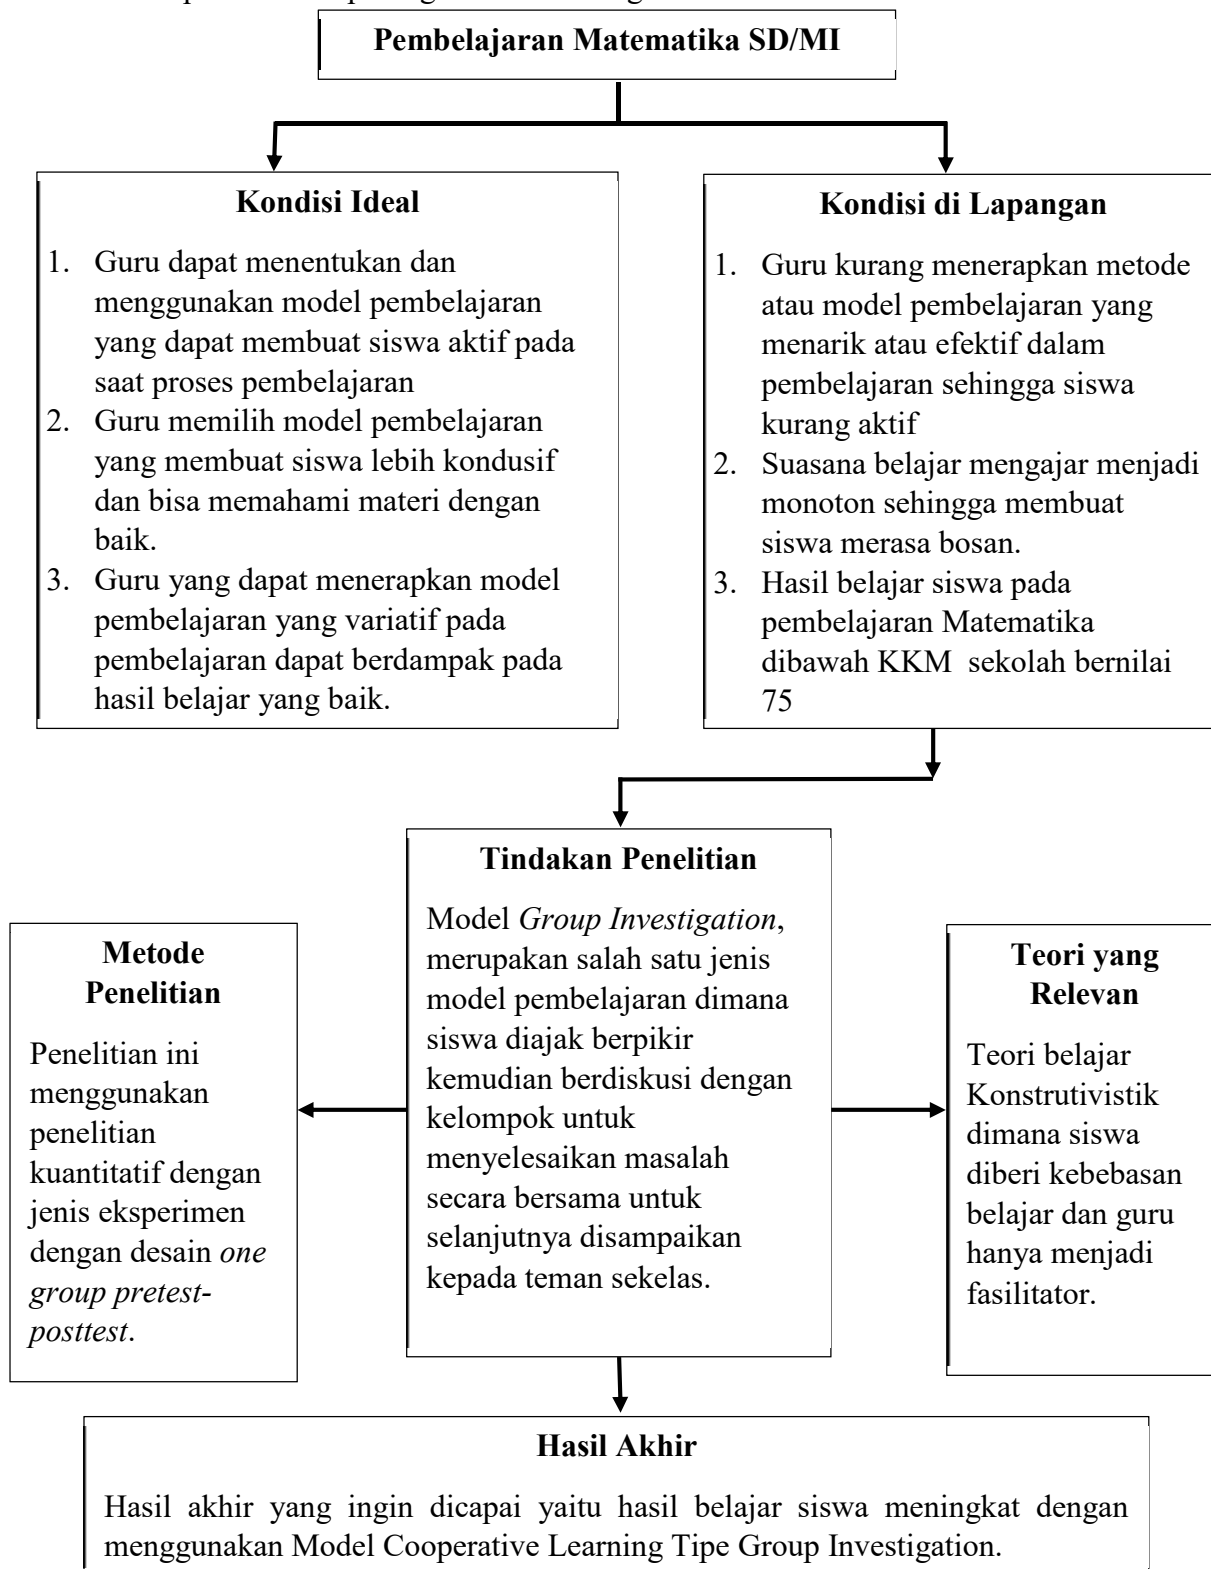 Pembelajaran Matematika SD/MI
Kondisi Ideal
1. Guru dapat menentukan dan
menggunakan model pembelajaran
yang dapat membuat siswa aktif pada
saat proses pembelajaran
2. Guru memilih model pembelajaran
yang membuat siswa lebih kondusif
dan bisa memahami materi dengan
baik.
3. Guru yang dapat menerapkan model
pembelajaran yang variatif pada
pembelajaran dapat berdampak pada
hasil belajar yang baik.
Kondisi di Lapangan
1. Guru kurang menerapkan metode
atau model pembelajaran yang
menarik atau efektif dalam
pembelajaran sehingga siswa
kurang aktif
2. Suasana belajar mengajar menjadi
monoton sehingga membuat
siswa merasa bosan.
3. Hasil belajar siswa pada
pembelajaran Matematika
dibawah KKM sekolah bernilai
75
Tindakan Penelitian
Model Group Investigation,
merupakan salah satu jenis
model pembelajaran dimana
siswa diajak berpikir
kemudian berdiskusi dengan
kelompok untuk
menyelesaikan masalah
secara bersama untuk
selanjutnya disampaikan
kepada teman sekelas.
Metode
Penelitian
Penelitian ini
menggunakan
penelitian
kuantitatif dengan
jenis eksperimen
dengan desain one
group pretest-
posttest.
Teori yang
Relevan
Teori belajar
Konstrutivistik
dimana siswa
diberi kebebasan
belajar dan guru
hanya menjadi
fasilitator.
Hasil Akhir
Hasil akhir yang ingin dicapai yaitu hasil belajar siswa meningkat dengan
menggunakan Model Cooperative Learning Tipe Group Investigation.